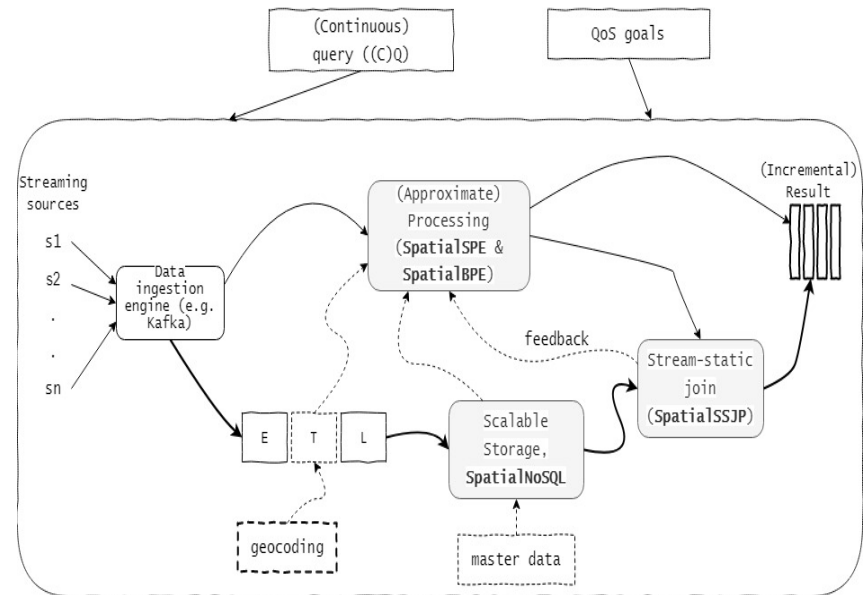 (Continuous)
query ((C)Q)
QoS goals
Streaming
sources
s1
s2
.
.
sn
Data
ingestion
engine (e.g.
Kafka)
(Approximate)
Processing
(SpatialSPE &
SpatialBPE)
(Incremental)
Result
feedback
Stream-static
join
(SpatialSSJP)
E
T
L
Scalable
Storage,
SpatialNoSQL
geocoding
master data